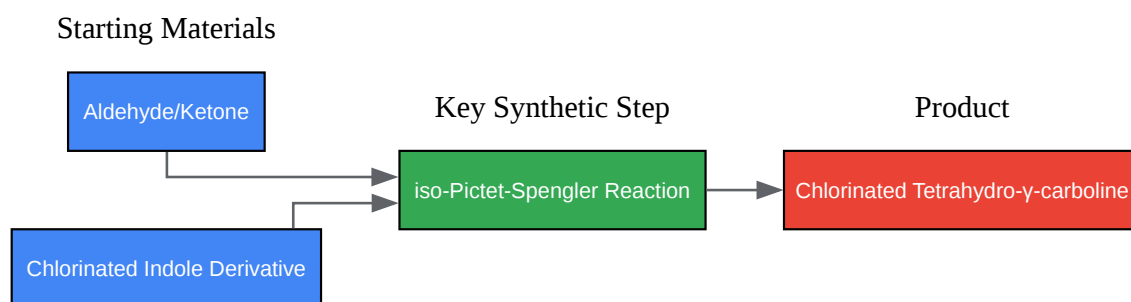 Starting Materials
Aldehyde/Ketone
Chlorinated Indole Derivative
Key Synthetic Step
iso-Pictet-Spengler Reaction
Product
Chlorinated Tetrahydro-γ-carboline